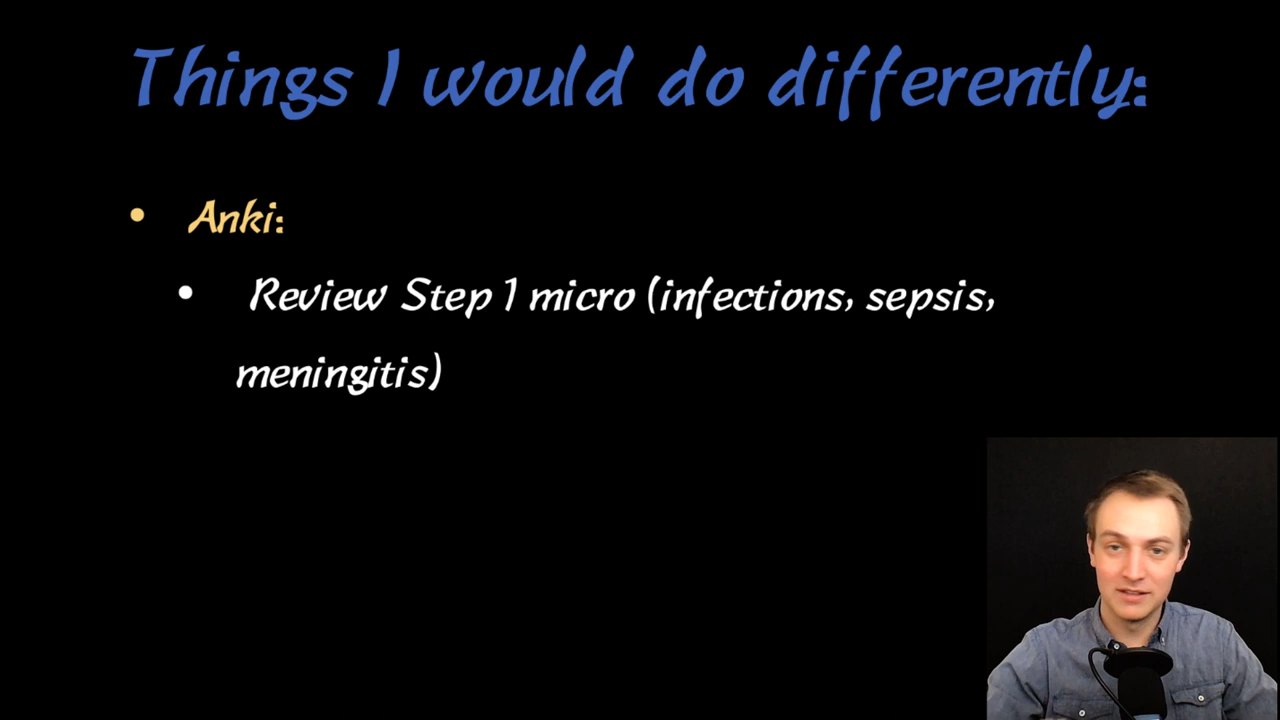 Things I would do differently:
• Anki:
• Review Step 1 micro (infections, sepsis,
meningitis)